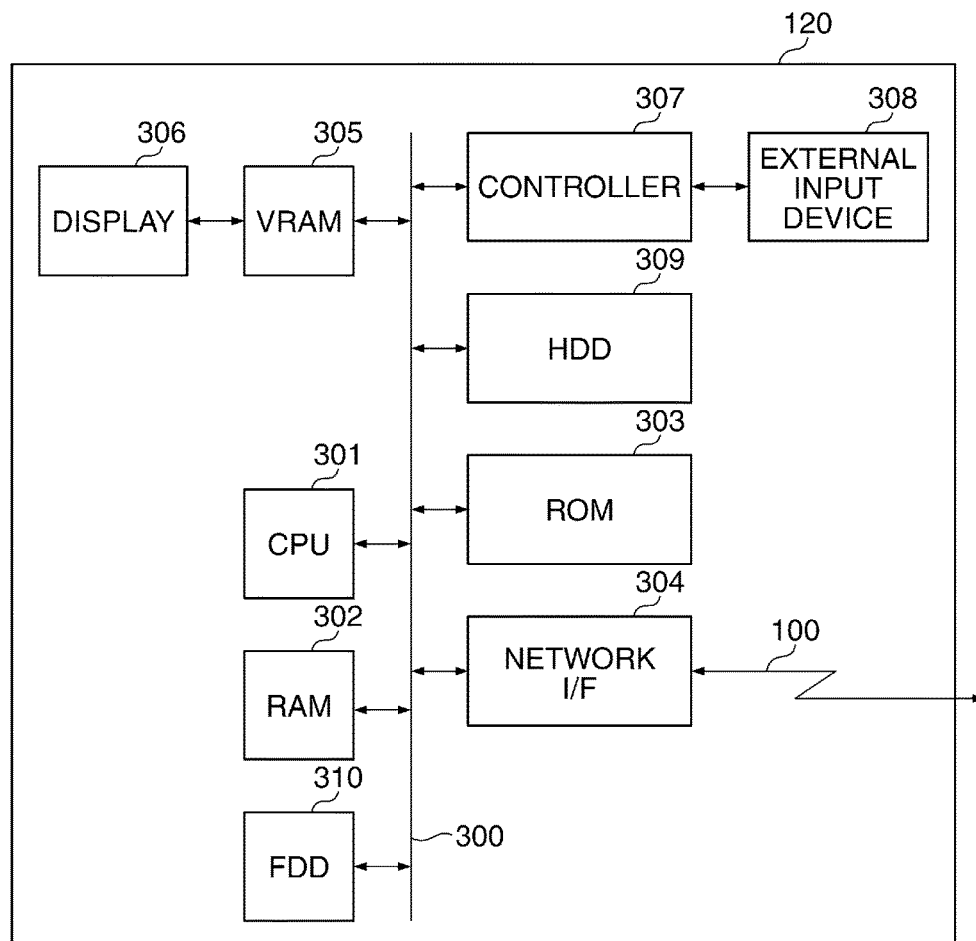 120
307
308
306
305
CONTROLLER
EXTERNAL
INPUT
DEVICE
DISPLAY
VRAM
309
HDD
303
301
ROM
CPU
304
302
100
NETWORK
I/F
RAM
310
300
FDD